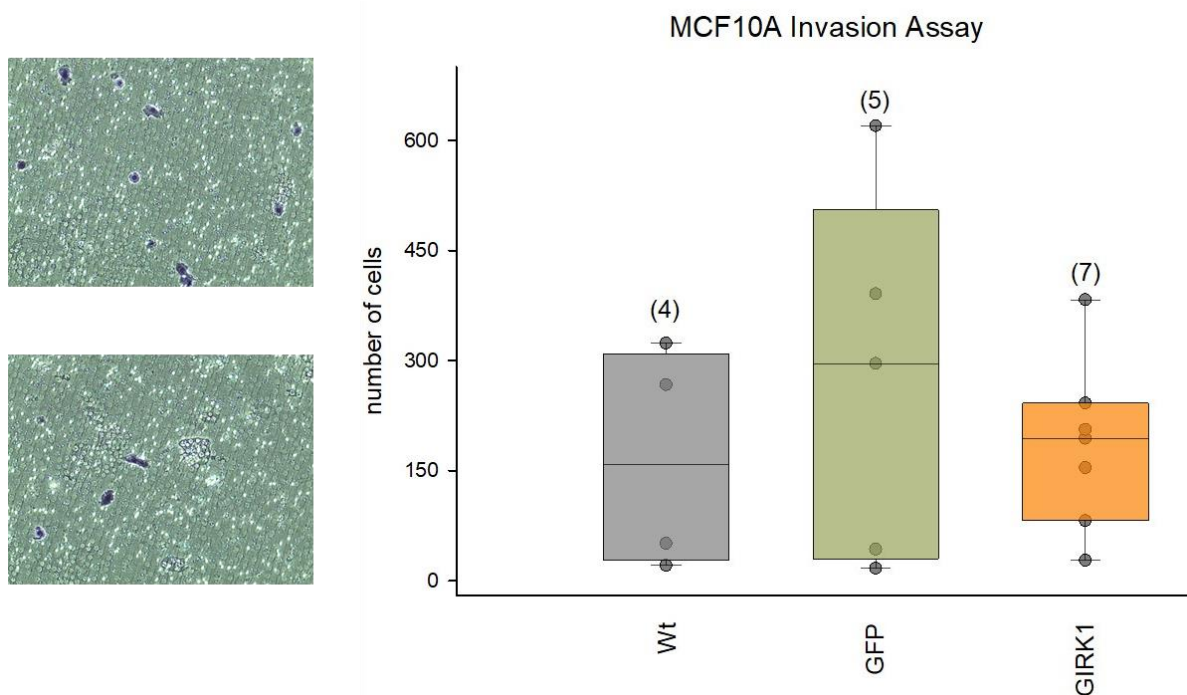 MCF10A Invasion Assay
number of cells
600
450
300
150
0
(4)
(5)
(7)
Wt
GFP
GIRK1